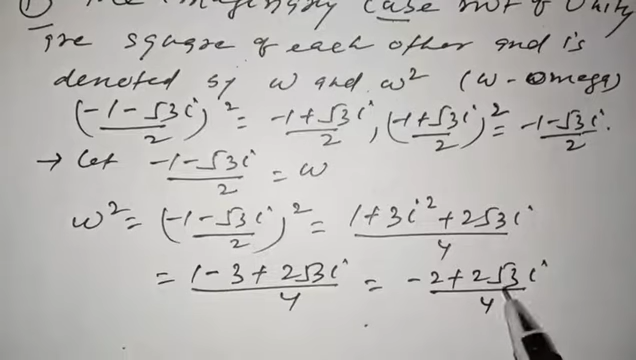 ① The imaginary case root of Unity
are square of each other and is
denoted by ω and ω² (ω - omega)
((-1-√3i)/2)² = (-1+√3i)/2, ((-1+√3i)/2)² = (-1-√3i)/2.
→ Let (-1-√3i)/2 = ω
ω² = ((-1-√3i)/2)² = (1+3i²+2√3i)/4
= (1-3+2√3i)/4 = (-2+2√3i)/4